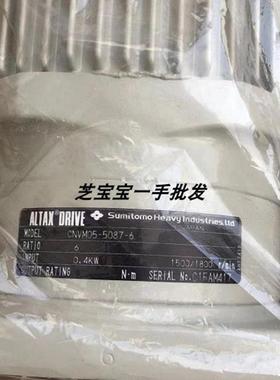 芝宝宝一手批发
ALTAX DRIVE Sumitomo Heavy Industries, Ltd
JAPAN
MODEL CNVM05-5087-6
RATIO 6
INPUT 0.4KW 1500/1800 r/min
OUTPUT RATING N·m SERIAL No.